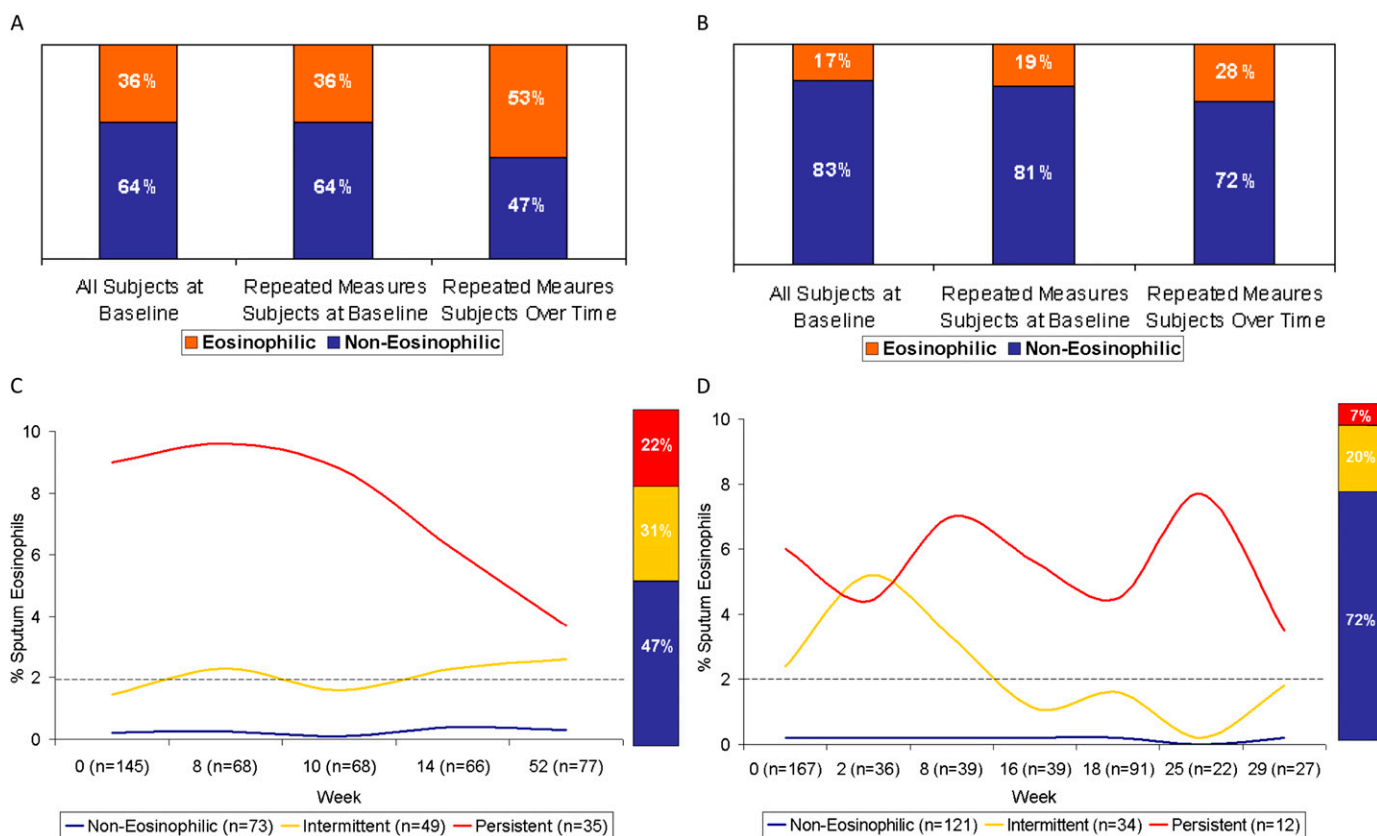 A
36%
36%
53%
64%
64%
47%
All Subjects at
Baseline
Repeated Measures
Subjects at Baseline
Repeated Meaures
Subjects Over Time
Eosinophilic Non-Eosinophilic
B
17%
19%
28%
83%
81%
72%
All Subjects at
Baseline
Repeated Measures
Subjects at Baseline
Repeated Meaures
Subjects Over Time
Eosinophilic Non-Eosinophilic
C
% Sputum Eosinophils
10
8
6
4
2
0
0 (n=145) 8 (n=68) 10 (n=68) 14 (n=66) 52 (n=77)
Week
22%
31%
47%
Non-Eosinophilic (n=73) Intermittent (n=49) Persistent (n=35)
D
% Sputum Eosinophils
10
8
6
4
2
0
0 (n=167) 2 (n=36) 8 (n=39) 16 (n=39) 18 (n=91) 25 (n=22) 29 (n=27)
Week
7%
20%
72%
Non-Eosinophilic (n=121) Intermittent (n=34) Persistent (n=12)